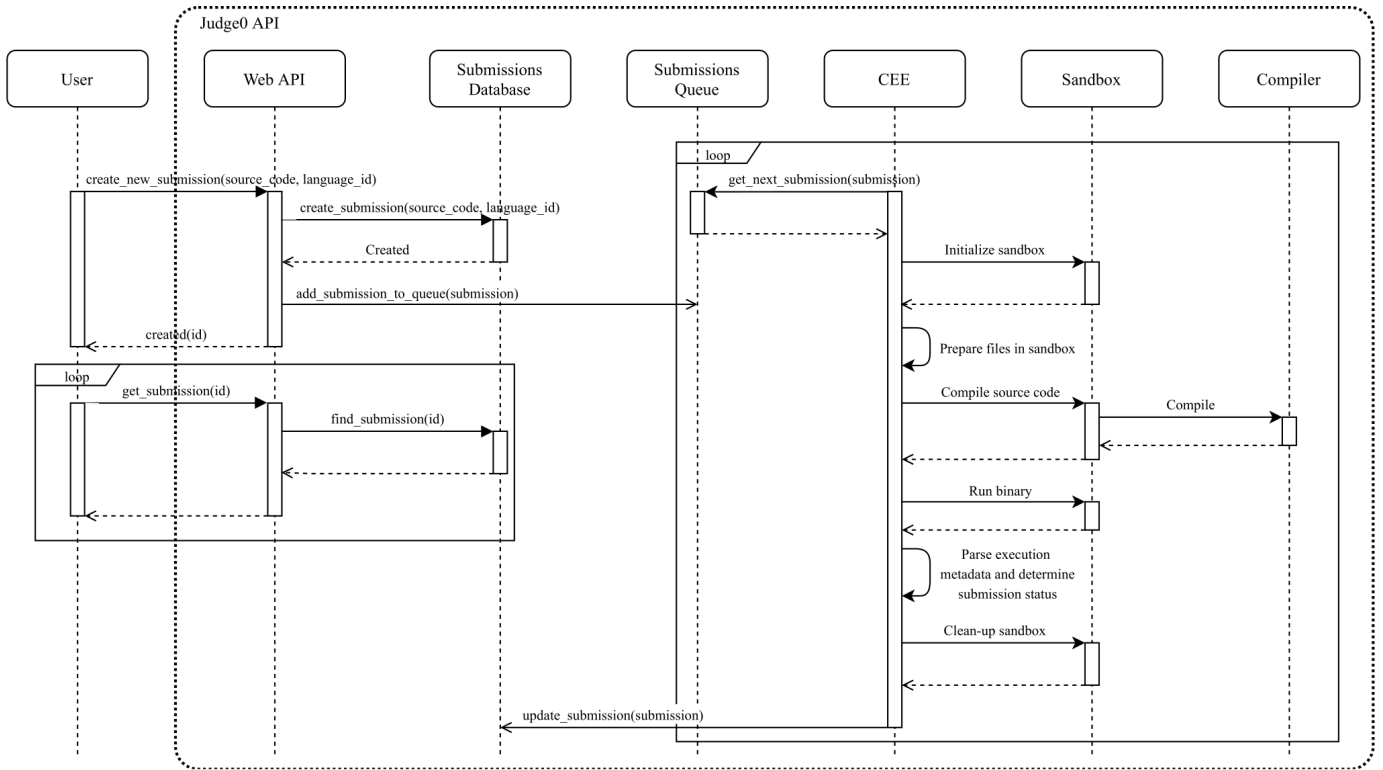 Judge0 API
User
Web API
Submissions
Database
Submissions
Queue
CEE
Sandbox
Compiler
loop
create_new_submission(source_code, language_id)
get_next_submission(submission)
create_submission(source_code, language_id)
Created
Initialize sandbox
add_submission_to_queue(submission)
created(id)
Prepare files in sandbox
loop
get_submission(id)
Compile source code
Compile
find_submission(id)
Run binary
Parse execution
metadata and determine
submission status
Clean-up sandbox
update_submission(submission)